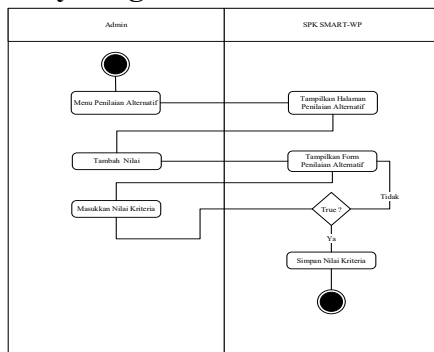 Admin
SPK SMART-WP
Menu Penilaian Alternatif
Tampilkan Halaman
Penilaian Alternatif
Tambah Nilai
Tampilkan Form
Penilaian Alternatif
Tidak
Masukkan Nilai Kriteria
True ?
Ya
Simpan Nilai Kriteria